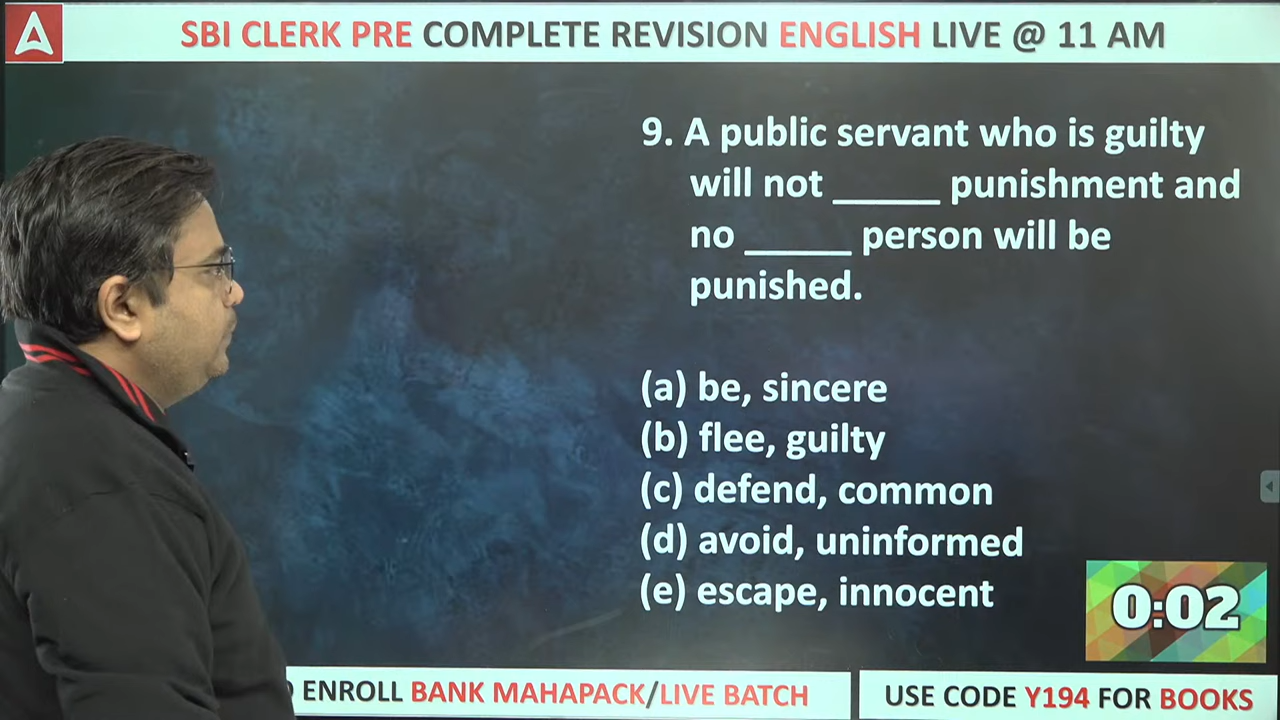 SBI CLERK PRE COMPLETE REVISION ENGLISH LIVE @ 11 AM
9. A public servant who is guilty
will not ______ punishment and
no ______ person will be
punished.
(a) be, sincere
(b) flee, guilty
(c) defend, common
(d) avoid, uninformed
(e) escape, innocent
0:02
ENROLL BANK MAHAPACK/LIVE BATCH
USE CODE Y194 FOR BOOKS